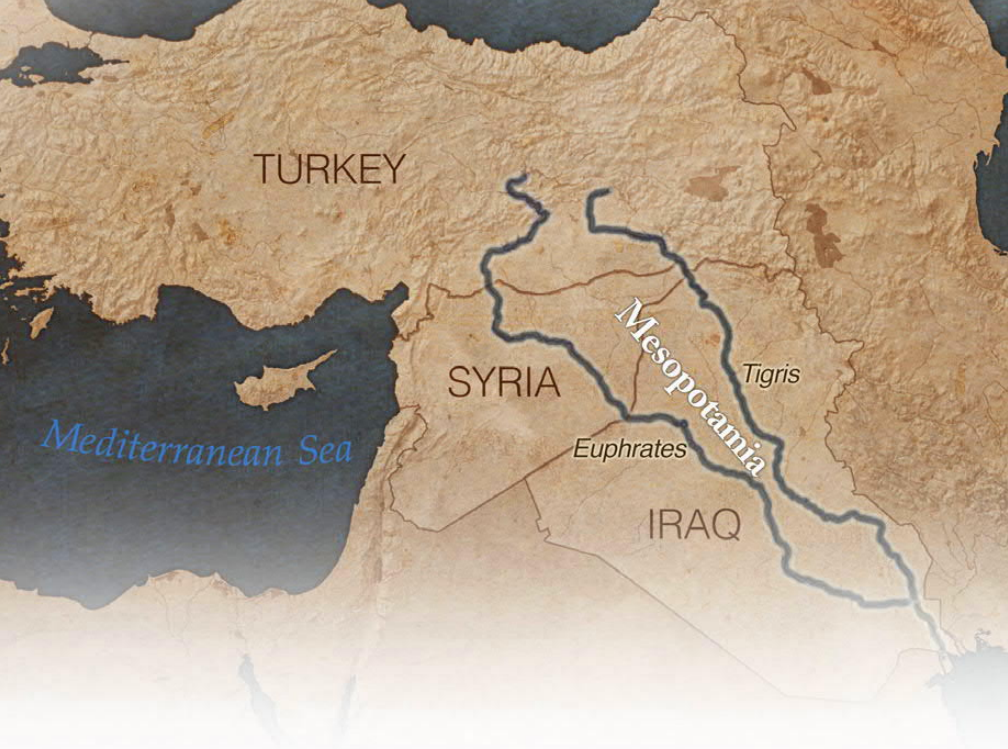 TURKEY
Mesopotamia
Tigris
SYRIA
Mediterranean Sea
Euphrates
IRAQ